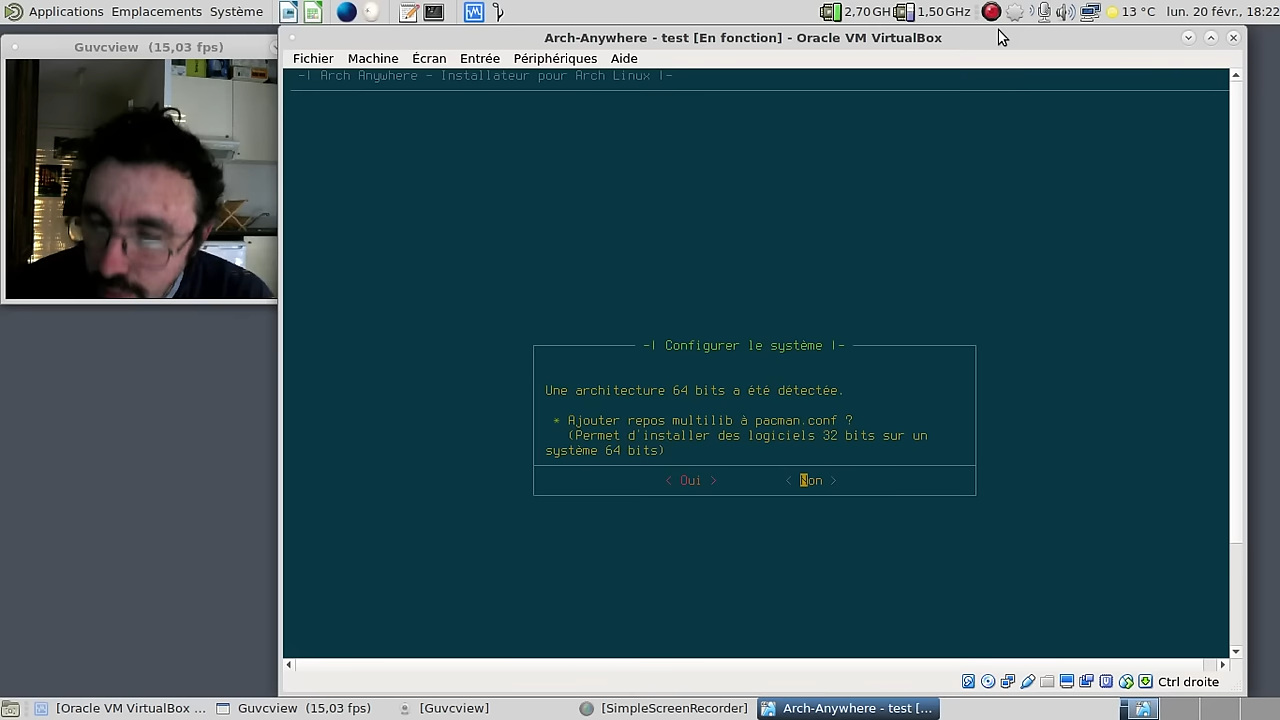 Applications Emplacements Système
2,70 GH 1,50 GHz 13 °C lun. 20 févr., 18:22
Guvcview (15,03 fps)
Arch-Anywhere - test [En fonction] - Oracle VM VirtualBox
Fichier Machine Écran Entrée Périphériques Aide
-| Arch Anywhere - Installateur pour Arch Linux |-
-| Configurer le système |-
Une architecture 64 bits a été détectée.
* Ajouter repos multilib à pacman.conf ?
(Permet d'installer des logiciels 32 bits sur un
système 64 bits)
< Oui > < Non >
Ctrl droite
[Oracle VM VirtualBox ... Guvcview (15,03 fps) [Guvcview] [SimpleScreenRecorder] Arch-Anywhere - test [...